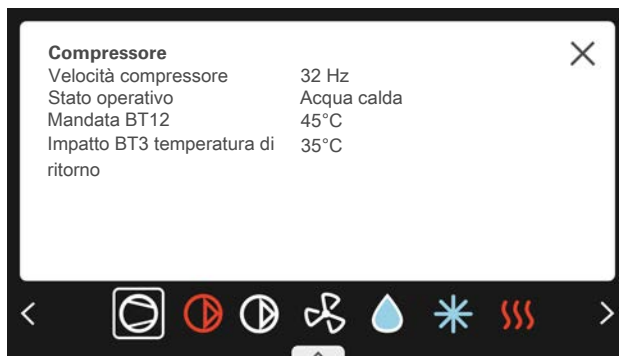 Compressore
Velocità compressore 32 Hz
Stato operativo Acqua calda
Mandata BT12 45°C
Impatto BT3 temperatura di 35°C
ritorno